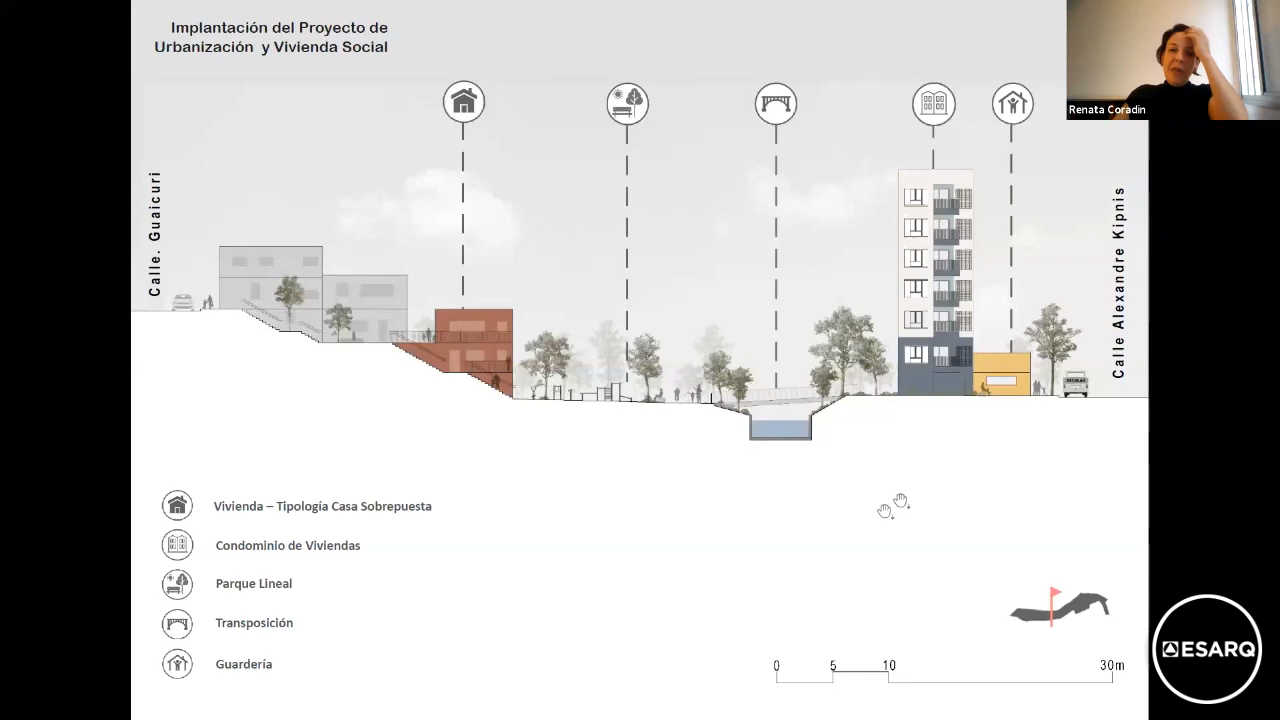 Implantación del Proyecto de
Urbanización y Vivienda Social
Renata Coradin
Calle. Guaicuri
Calle Alexandre Kipnis
ESCOLAR
Vivienda – Tipología Casa Sobrepuesta
Condominio de Viviendas
Parque Lineal
Transposición
Guardería
0 5 10 30m
ESARQ